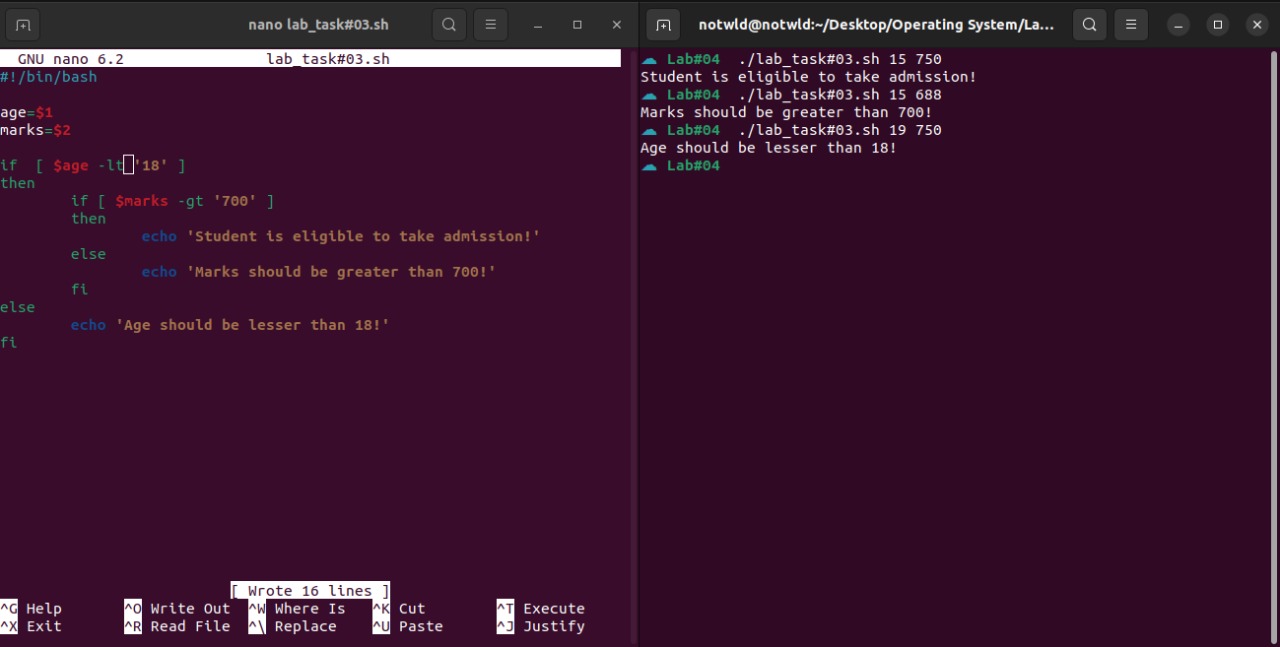 nano lab_task#03.sh
GNU nano 6.2 lab_task#03.sh
#!/bin/bash

age=$1
marks=$2

if  [ $age -lt '18' ]
then
        if [ $marks -gt '700' ]
        then
                echo 'Student is eligible to take admission!'
        else
                echo 'Marks should be greater than 700!'
        fi
else
        echo 'Age should be lesser than 18!'
fi
[ Wrote 16 lines ]
^G Help ^O Write Out ^W Where Is ^K Cut ^T Execute
^X Exit ^R Read File ^\ Replace ^U Paste ^J Justify
notwld@notwld:~/Desktop/Operating System/La...
Lab#04 ./lab_task#03.sh 15 750
Student is eligible to take admission!
Lab#04 ./lab_task#03.sh 15 688
Marks should be greater than 700!
Lab#04 ./lab_task#03.sh 19 750
Age should be lesser than 18!
Lab#04